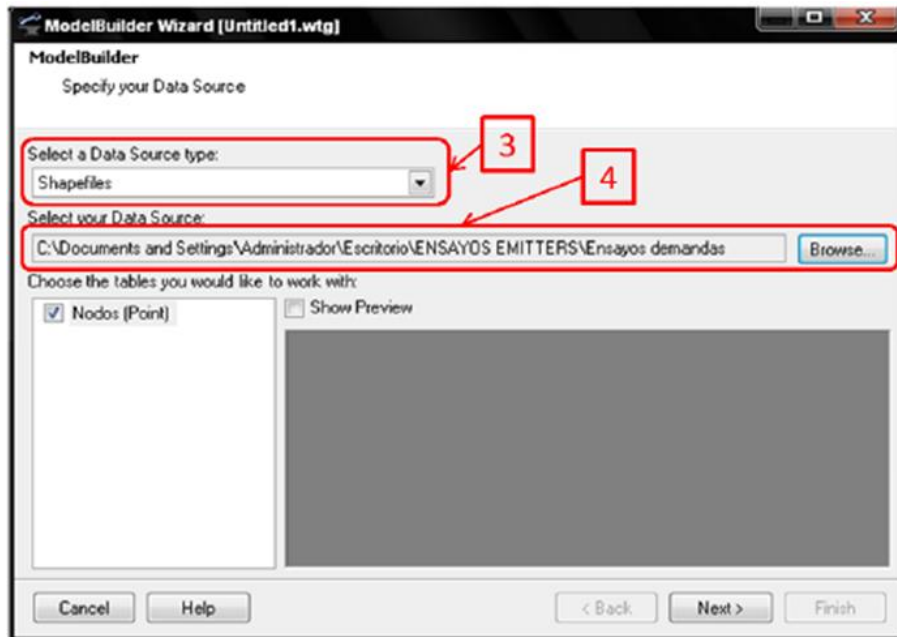 ModelBuilder Wizard [Untitled1.wtg]
ModelBuilder
Specify your Data Source
Select a Data Source type:
3
Shapefiles
4
Select your Data Source:
C:\Documents and Settings\Administrador\Escritorio\ENSAYOS EMITTERS\Ensayos demandas
Browse...
Choose the tables you would like to work with:
Nodos (Point)
Show Preview
Cancel
Help
< Back
Next >
Finish